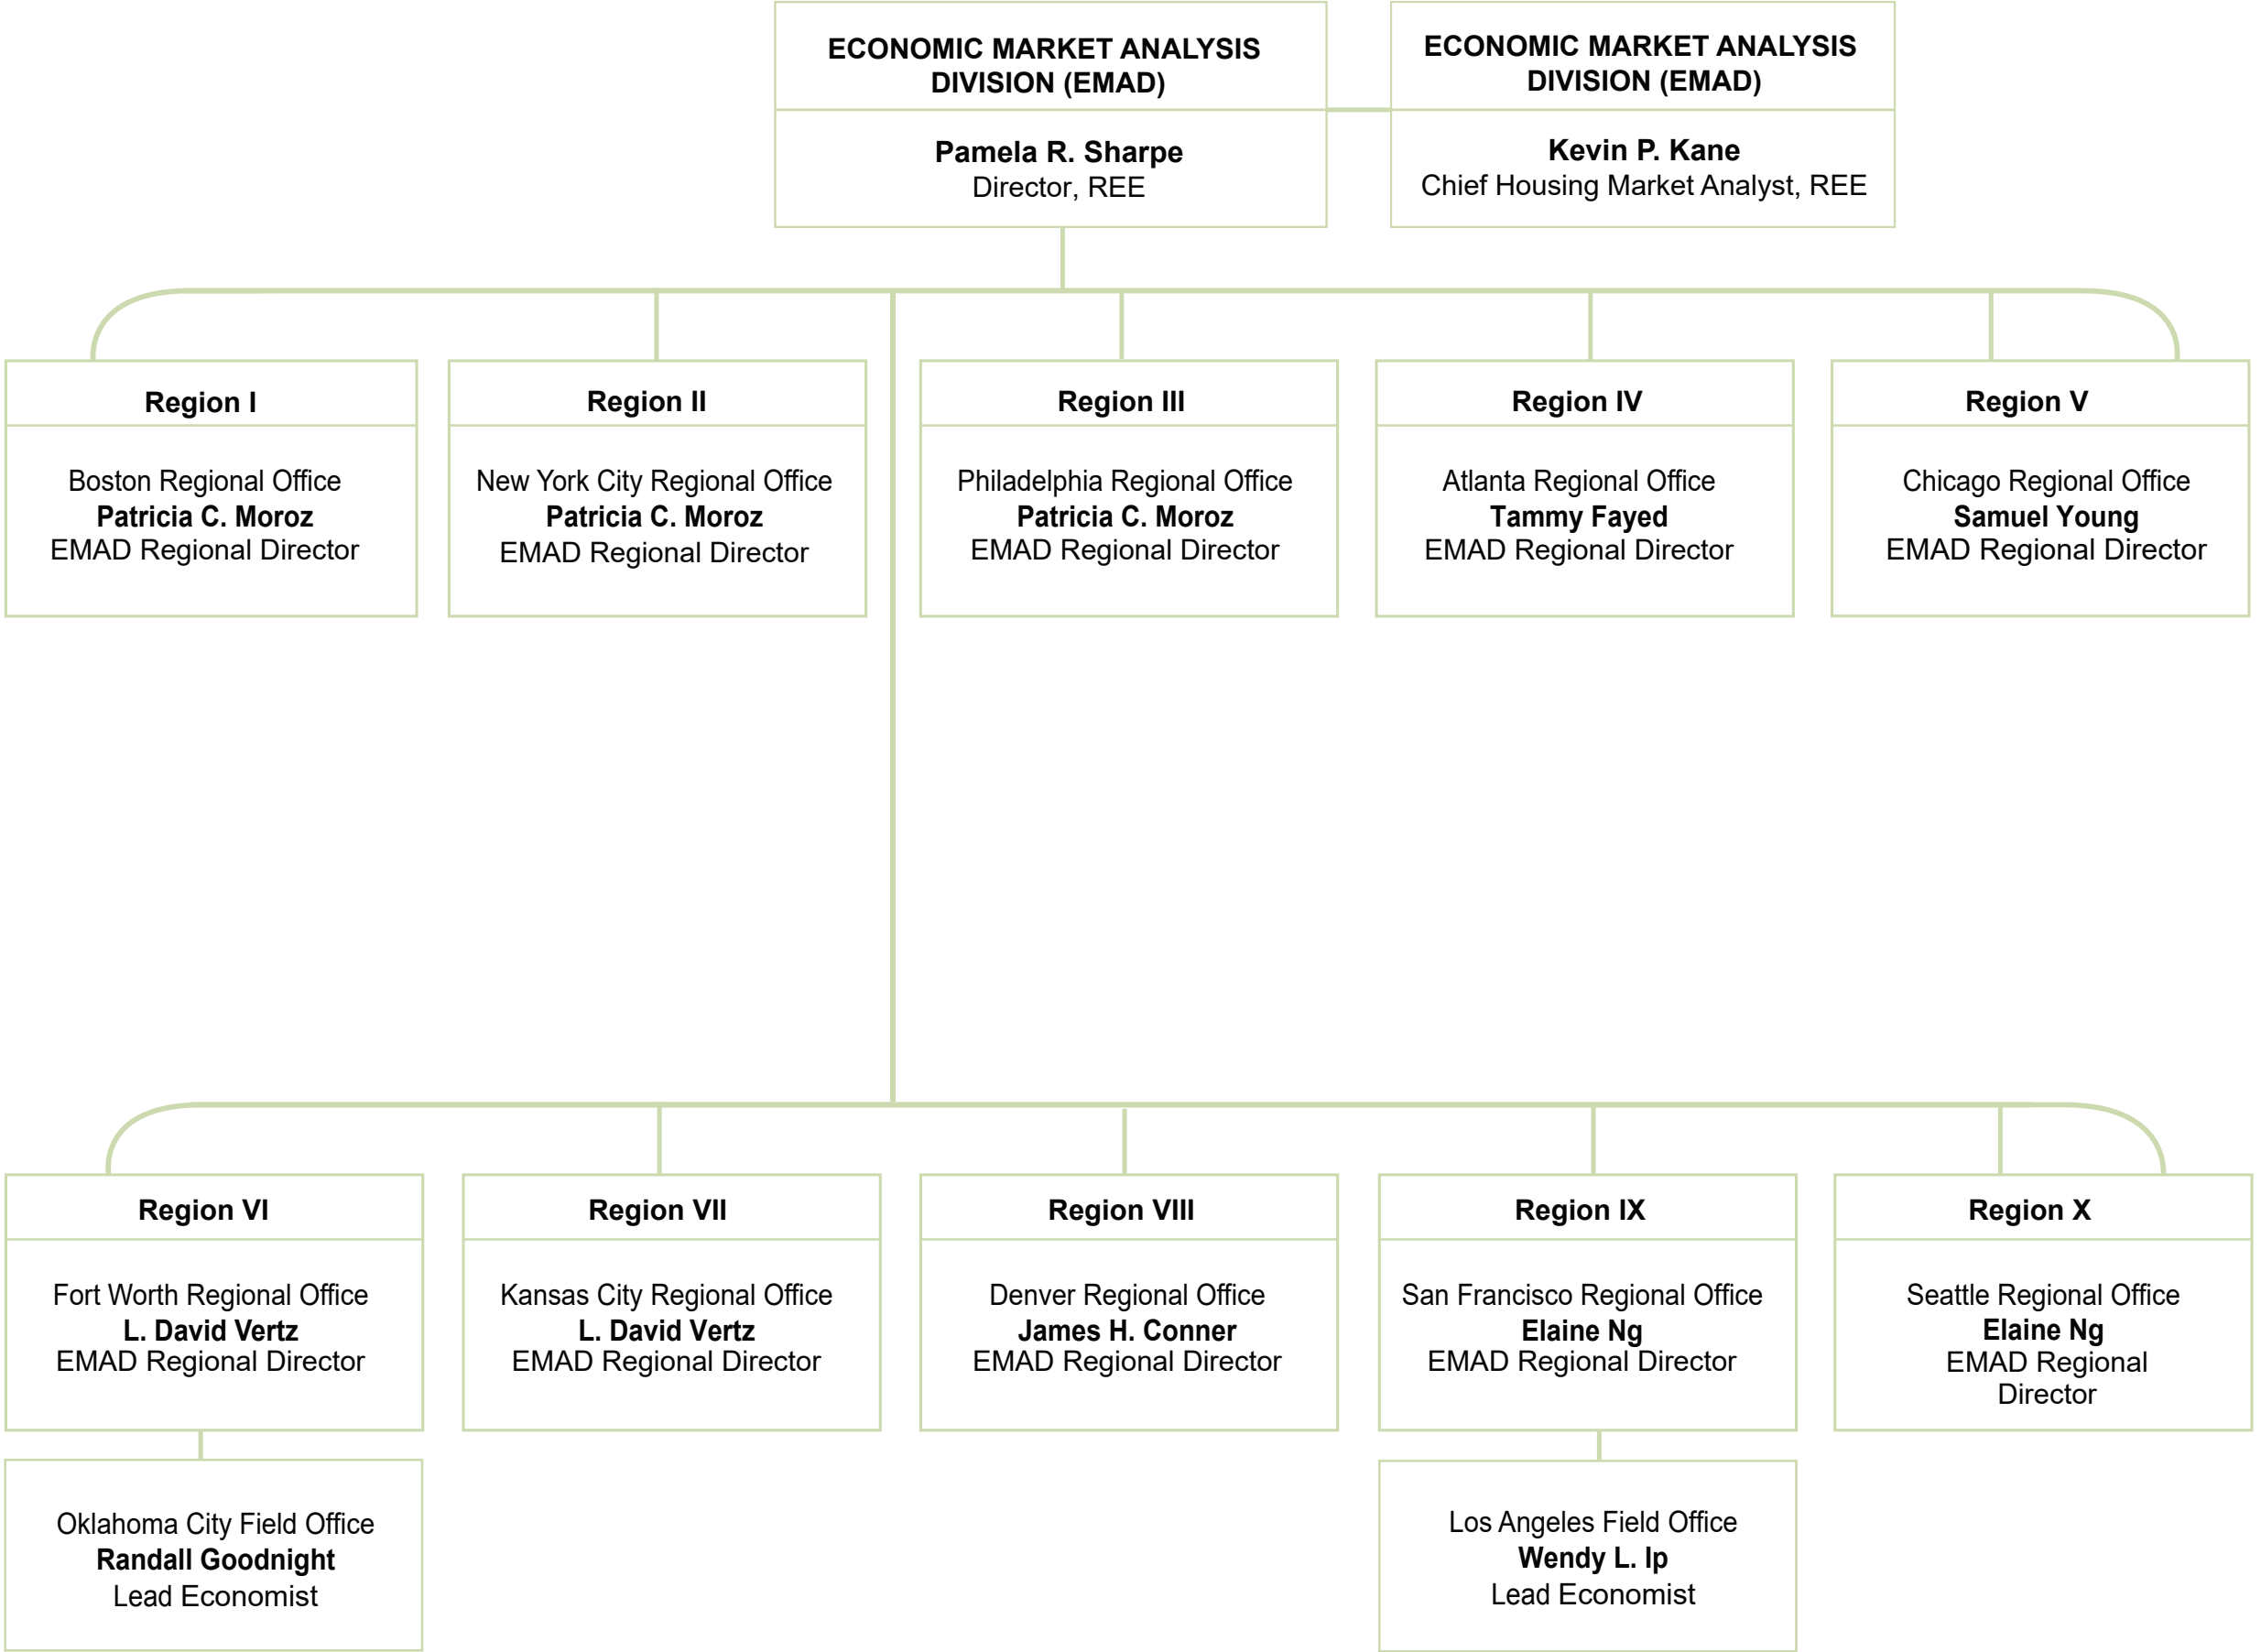 ECONOMIC MARKET ANALYSIS
DIVISION (EMAD)
Pamela R. Sharpe
Director, REE
ECONOMIC MARKET ANALYSIS
DIVISION (EMAD)
Kevin P. Kane
Chief Housing Market Analyst, REE
Region I
Boston Regional Office
Patricia C. Moroz
EMAD Regional Director
Region II
New York City Regional Office
Patricia C. Moroz
EMAD Regional Director
Region III
Philadelphia Regional Office
Patricia C. Moroz
EMAD Regional Director
Region IV
Atlanta Regional Office
Tammy Fayed
EMAD Regional Director
Region V
Chicago Regional Office
Samuel Young
EMAD Regional Director
Region VI
Fort Worth Regional Office
L. David Vertz
EMAD Regional Director
Oklahoma City Field Office
Randall Goodnight
Lead Economist
Region VII
Kansas City Regional Office
L. David Vertz
EMAD Regional Director
Region VIII
Denver Regional Office
James H. Conner
EMAD Regional Director
Region IX
San Francisco Regional Office
Elaine Ng
EMAD Regional Director
Los Angeles Field Office
Wendy L. Ip
Lead Economist
Region X
Seattle Regional Office
Elaine Ng
EMAD Regional
Director